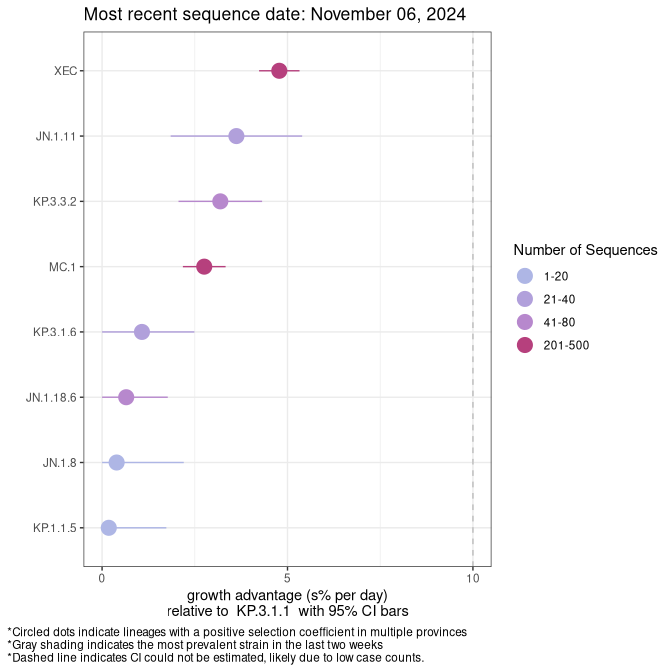 Most recent sequence date: November 06, 2024
XEC
JN.1.11
KP.3.3.2
MC.1
KP.3.1.6
JN.1.18.6
JN.1.8
KP.1.1.5
0 5 10
growth advantage (s% per day)
relative to KP.3.1.1 with 95% CI bars
Number of Sequences
1-20
21-40
41-80
201-500
*Circled dots indicate lineages with a positive selection coefficient in multiple provinces
*Gray shading indicates the most prevalent strain in the last two weeks
*Dashed line indicates CI could not be estimated, likely due to low case counts.